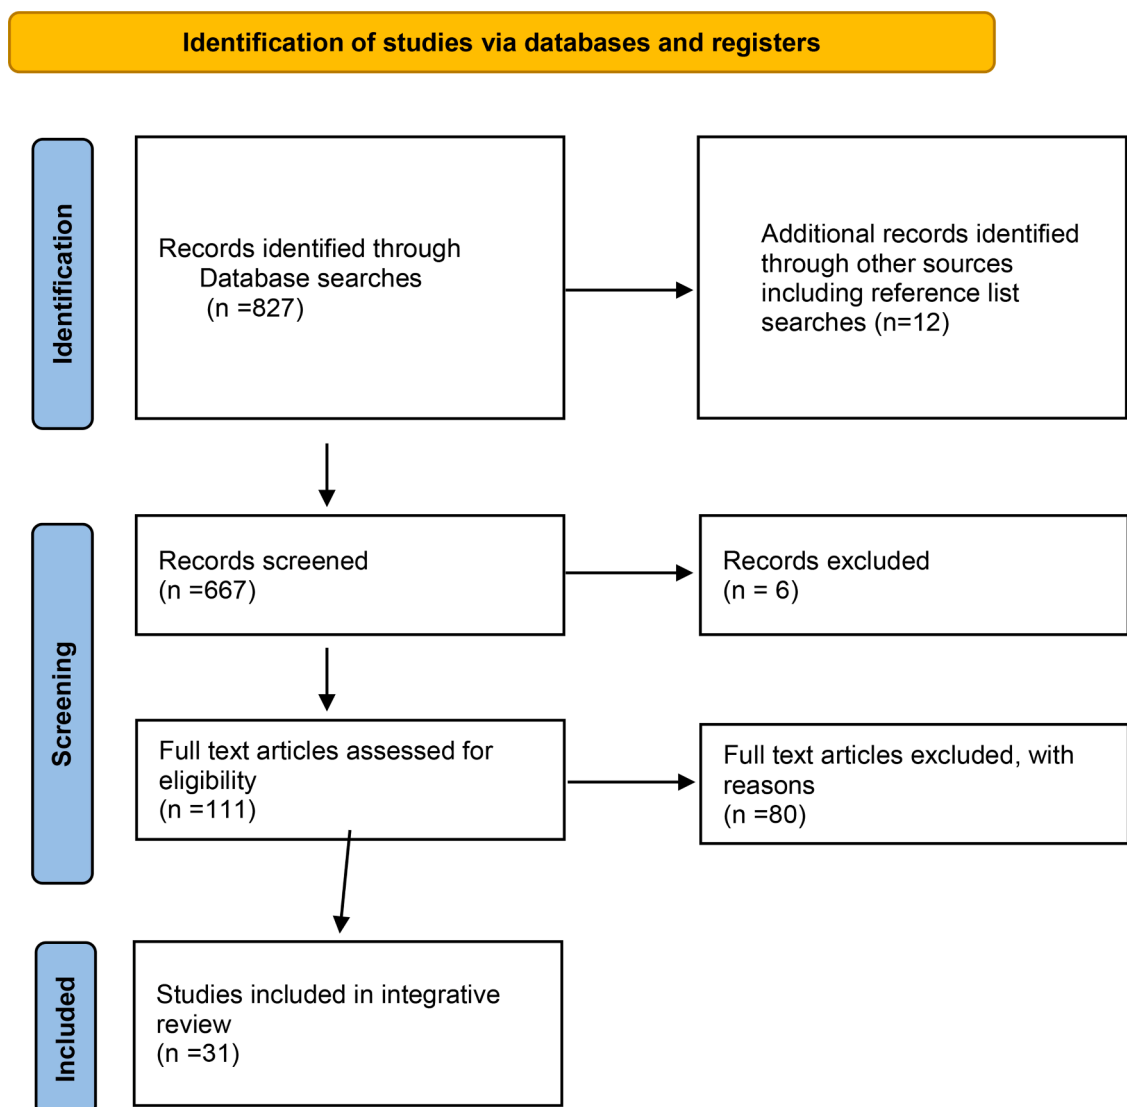 Identification of studies via databases and registers
Identification
Records identified through
Database searches
(n =827)
Additional records identified
through other sources
including reference list
searches (n=12)
Screening
Records screened
(n =667)
Records excluded
(n = 6)
Full text articles assessed for
eligibility
(n =111)
Full text articles excluded, with
reasons
(n =80)
Included
Studies included in integrative
review
(n =31)